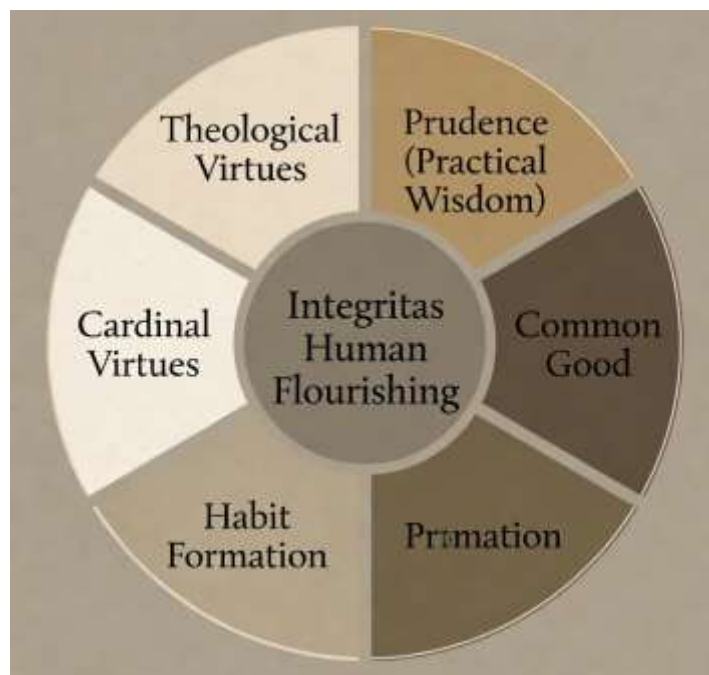 Theological
Virtues
Prudence
(Practical
Wisdom)
Cardinal
Virtues
Integritas
Human
Flourishing
Common
Good
Habit
Formation